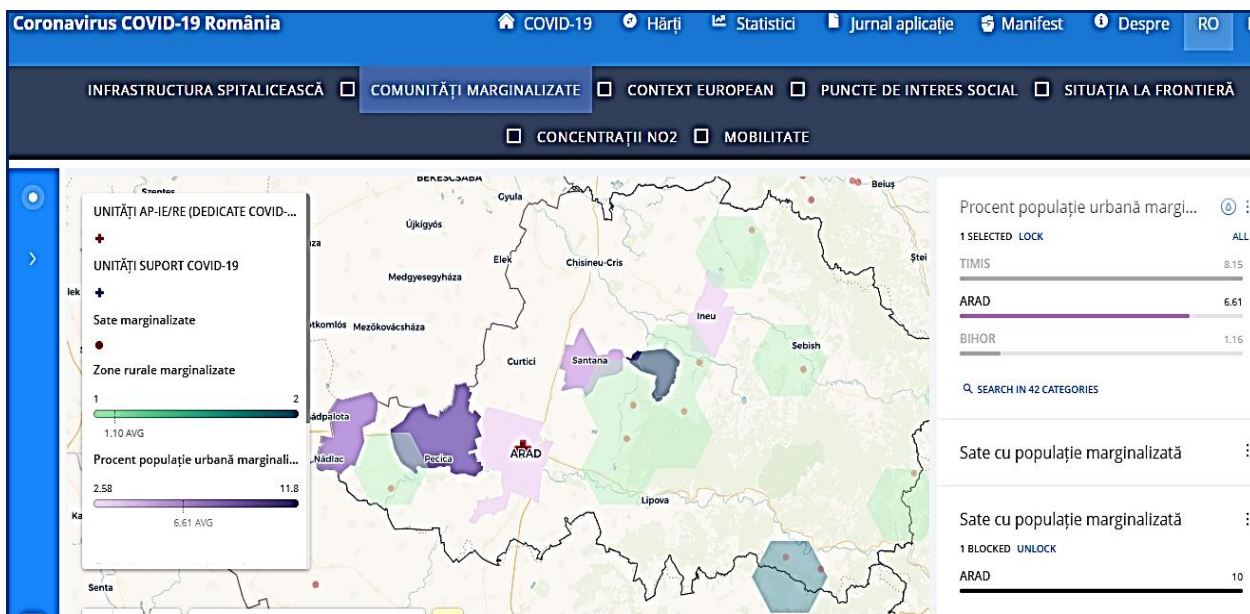 Coronavirus COVID-19 România
COVID-19
Hărți
Statistici
Jurnal aplicație
Manifest
Despre
RO
INFRASTRUCTURA SPITALICEASCĂ
COMUNITĂȚI MARGINALIZATE
CONTEXT EUROPEAN
PUNCTE DE INTERES SOCIAL
SITUAȚIA LA FRONTIERĂ
CONCENTRAȚII NO2
MOBILITATE
UNITĂȚI AP-IE/RE (DEDICATE COVID-...
UNITĂȚI SUPORT COVID-19
Sate marginalizate
Zone rurale marginalizate
1 2
1.10 AVG
Procent populație urbană marginali...
2.58 11.8
6.61 AVG
Szentes
BEKESCSABA
Gyula
Újkígyós
Elek
Chisineu-Cris
Medgyesegyháza
Mezőkovácsháza
Curtici
Santana
Ineu
Sebish
Beiuș
Ștei
Nădlac
Pecica
ARAD
Lipova
Senta
Procent populație urbană margi...
1 SELECTED LOCK
ALL
TIMIS 8.15
ARAD 6.61
BIHOR 1.16
SEARCH IN 42 CATEGORIES
Sate cu populație marginalizată
Sate cu populație marginalizată
1 BLOCKED UNLOCK
ARAD 10